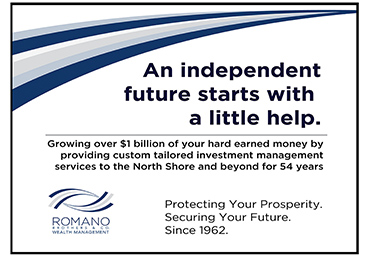 An independent
future starts with
a little help.
Growing over $1 billion of your hard earned money by
providing custom tailored investment management
services to the North Shore and beyond for 54 years
ROMANO
BROTHERS & CO
WEALTH MANAGEMENT
Protecting Your Prosperity.
Securing Your Future.
Since 1962.